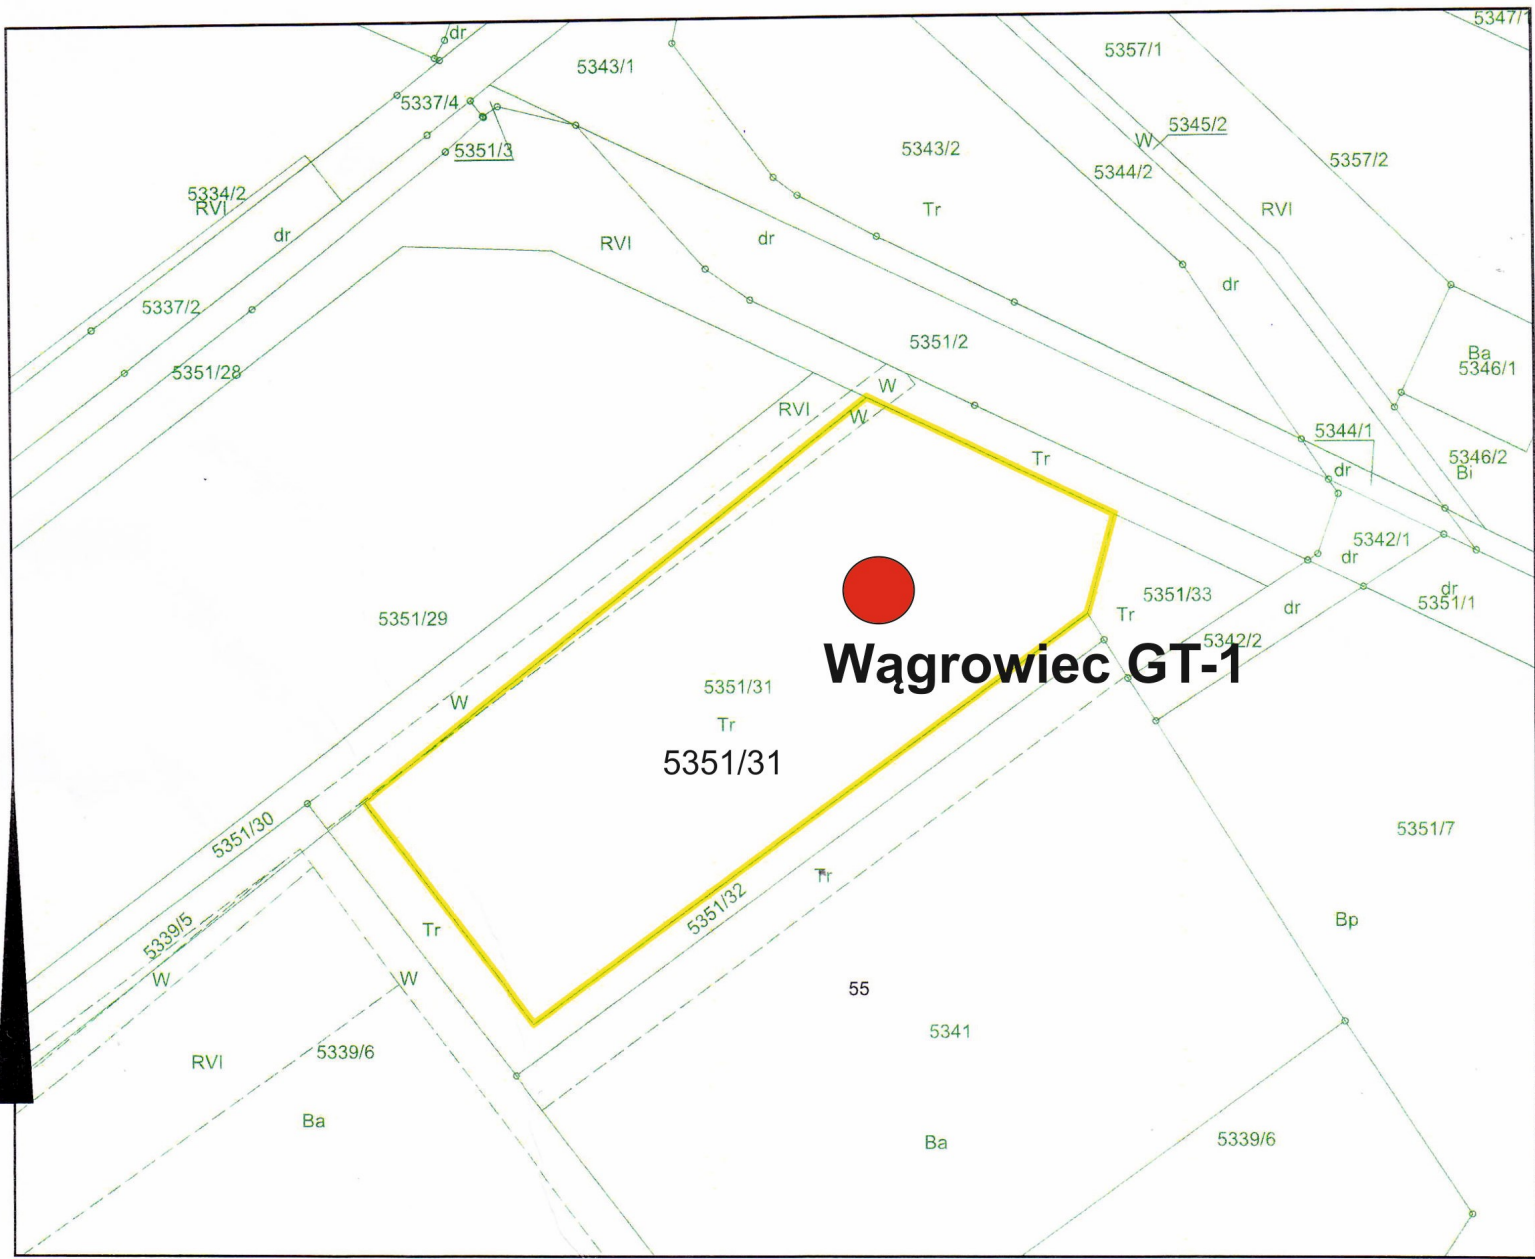 dr
5347/1
5343/1
5357/1
5337/4
5351/3
5345/2
W
5343/2
5344/2
5357/2
5334/2
RVI
Tr
RVI
dr
RVI
dr
dr
5337/2
5351/2
5351/28
Ba
5346/1
W
RVI
W
5344/1
Tr
dr
5346/2
Bi
5342/1
dr
5351/29
5351/33
dr
5351/1
Tr
dr
5342/2
Wągrowiec GT-1
5351/31
W
Tr
5351/31
5351/30
5351/7
Tr
5351/32
5339/5
Tr
Bp
W
W
55
5341
RVI
5339/6
Ba
Ba
5339/6